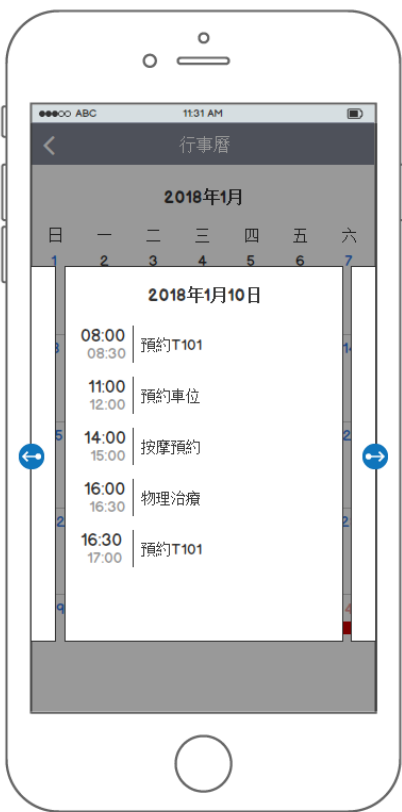 ABC 11:31 AM
行事曆
2018年1月
日 一 二 三 四 五 六
1 2 3 4 5 6 7
2018年1月10日
08:00
08:30 預約T101
11:00
12:00 預約車位
14:00
15:00 按摩預約
16:00
16:30 物理治療
16:30
17:00 預約T101